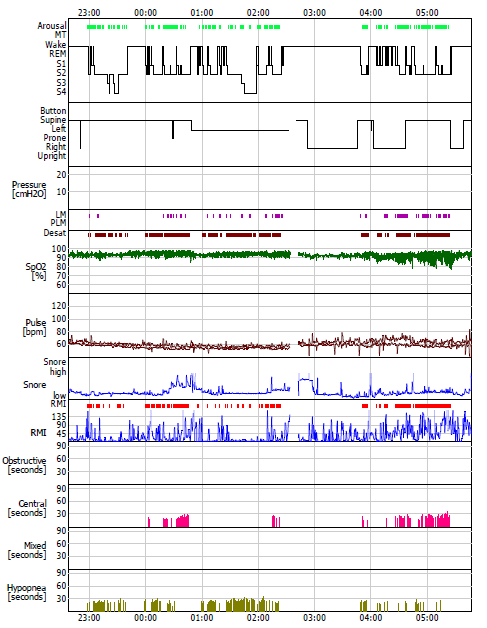 23:00 00:00 01:00 02:00 03:00 04:00 05:00
Arousal
MT
Wake
REM
S1
S2
S3
S4
Button
Supine
Left
Prone
Right
Upright
20
Pressure
[cmH2O] 10
LM
PLM
Desat
100
SpO2 90
[%] 80
70
60
120
Pulse 100
[bpm] 80
60
Snore
high
Snore
low
RMI
135
RMI 90
45
90
Obstructive 60
[seconds] 30
90
Central 60
[seconds] 30
90
Mixed 60
[seconds] 30
90
Hypopnea 60
[seconds] 30
23:00 00:00 01:00 02:00 03:00 04:00 05:00